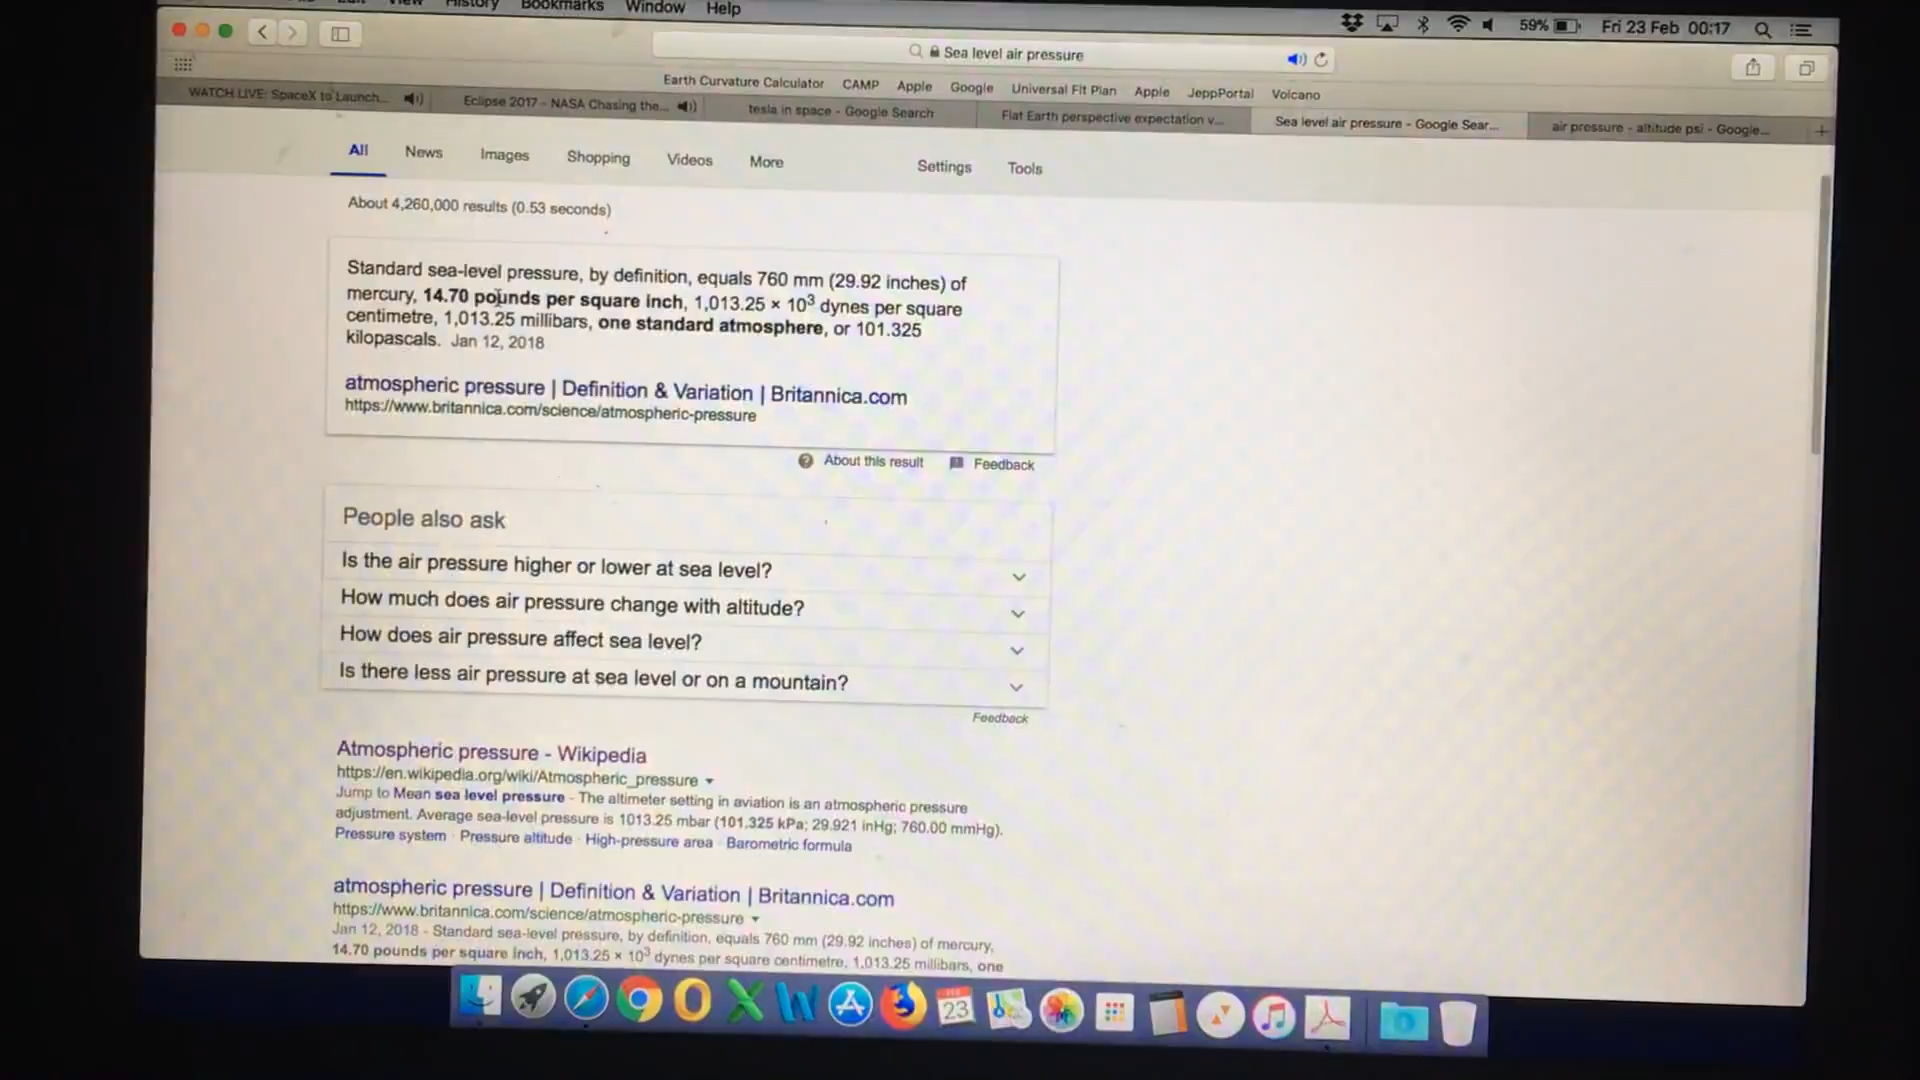 History Bookmarks Window Help
59% Fri 23 Feb 00:17
Sea level air pressure
Earth Curvature Calculator CAMP Apple Google Universal Flt Plan Apple JeppPortal Volcano
WATCH LIVE: SpaceX to Launch... Eclipse 2017 - NASA Chasing the... tesla in space - Google Search Flat Earth perspective expectation v... Sea level air pressure - Google Sear... air pressure - altitude psi - Google...
All News Images Shopping Videos More Settings Tools
About 4,260,000 results (0.53 seconds)
Standard sea-level pressure, by definition, equals 760 mm (29.92 inches) of
mercury, 14.70 pounds per square inch, 1,013.25 × 10³ dynes per square
centimetre, 1,013.25 millibars, one standard atmosphere, or 101.325
kilopascals. Jan 12, 2018
atmospheric pressure | Definition & Variation | Britannica.com
https://www.britannica.com/science/atmospheric-pressure
About this result Feedback
People also ask
Is the air pressure higher or lower at sea level?
How much does air pressure change with altitude?
How does air pressure affect sea level?
Is there less air pressure at sea level or on a mountain?
Feedback
Atmospheric pressure - Wikipedia
https://en.wikipedia.org/wiki/Atmospheric_pressure
Jump to Mean sea level pressure - The altimeter setting in aviation is an atmospheric pressure
adjustment. Average sea-level pressure is 1013.25 mbar (101.325 kPa; 29.921 inHg; 760.00 mmHg).
Pressure system · Pressure altitude · High-pressure area · Barometric formula
atmospheric pressure | Definition & Variation | Britannica.com
https://www.britannica.com/science/atmospheric-pressure
Jan 12, 2018 - Standard sea-level pressure, by definition, equals 760 mm (29.92 inches) of mercury,
14.70 pounds per square inch, 1,013.25 × 10³ dynes per square centimetre, 1,013.25 millibars, one
23